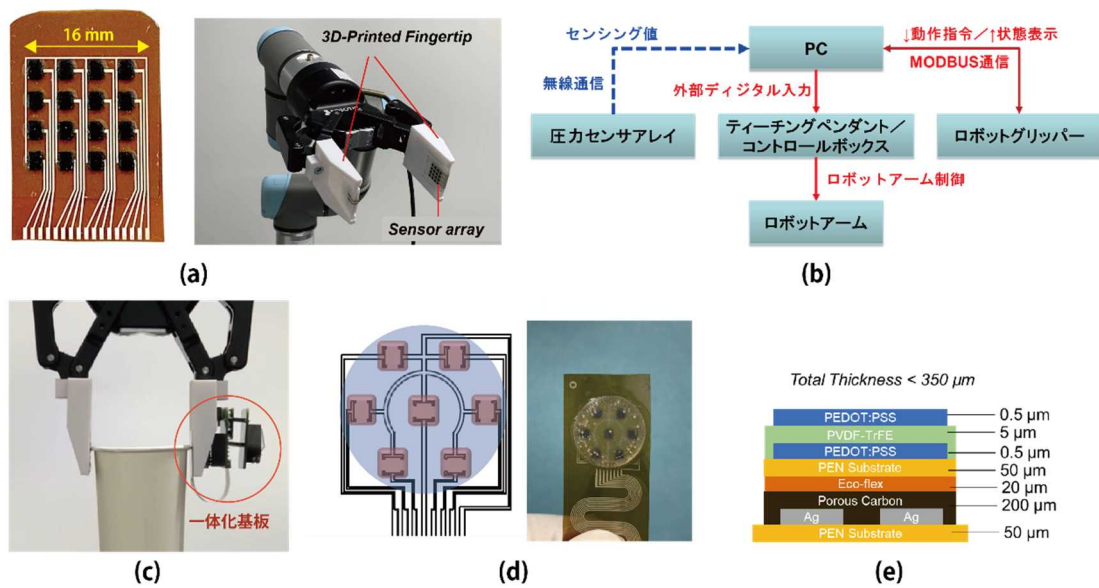 16 mm
3D-Printed Fingertip
Sensor array
(a)
センシング値
無線通信
PC
↓動作指令／↑状態表示
MODBUS通信
外部ディジタル入力
圧力センサアレイ
ティーチングペンダント／
コントロールボックス
ロボットグリッパー
ロボットアーム制御
ロボットアーム
(b)
一体化基板
(c)
(d)
Total Thickness < 350 μm
PEDOT:PSS
0.5 μm
PVDF-TrFE
5 μm
PEDOT:PSS
0.5 μm
PEN Substrate
50 μm
Eco-flex
20 μm
Porous Carbon
200 μm
Ag
Ag
PEN Substrate
50 μm
(e)